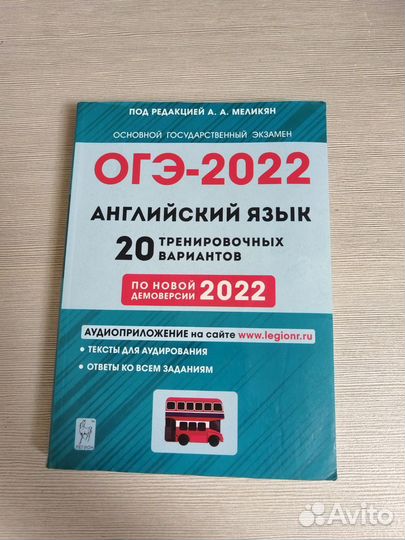 ПОД РЕДАКЦИЕЙ А. А. МЕЛИКЯН
ОСНОВНОЙ ГОСУДАРСТВЕННЫЙ ЭКЗАМЕН
ОГЭ-2022
АНГЛИЙСКИЙ ЯЗЫК
20 ТРЕНИРОВОЧНЫХ
ВАРИАНТОВ
ПО НОВОЙ
ДЕМОВЕРСИИ 2022
АУДИОПРИЛОЖЕНИЕ на сайте www.legionr.ru
• ТЕКСТЫ ДЛЯ АУДИРОВАНИЯ
• ОТВЕТЫ КО ВСЕМ ЗАДАНИЯМ
ЛЕГИОН
Avito